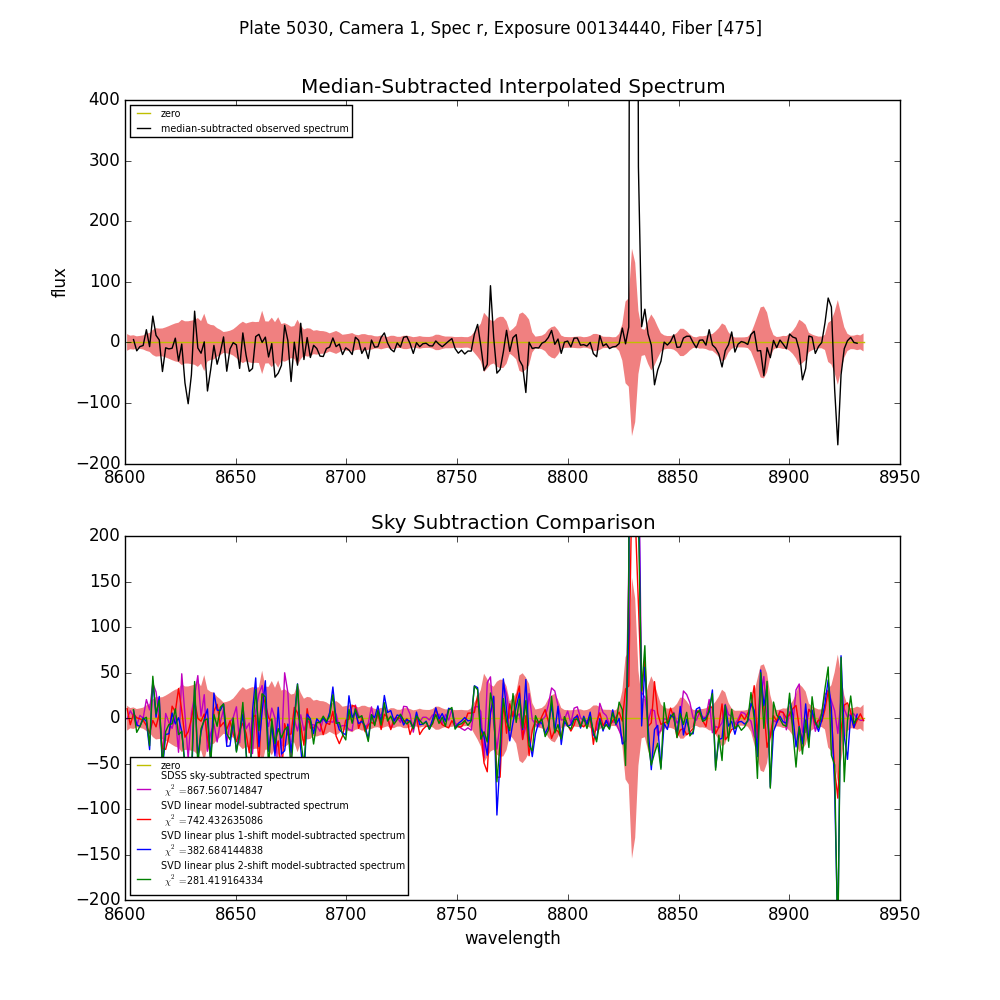 Plate 5030, Camera 1, Spec r, Exposure 00134440, Fiber [475]
Median-Subtracted Interpolated Spectrum
400
300
200
100
0
−100
−200
flux
zero
median-subtracted observed spectrum
8600 8650 8700 8750 8800 8850 8900 8950
Sky Subtraction Comparison
200
150
100
50
0
−50
−100
−150
−200
zero
SDSS sky-subtracted spectrum
χ² =867.560714847
SVD linear model-subtracted spectrum
χ² =742.432635086
SVD linear plus 1-shift model-subtracted spectrum
χ² =382.684144838
SVD linear plus 2-shift model-subtracted spectrum
χ² =281.419164334
8600 8650 8700 8750 8800 8850 8900 8950
wavelength